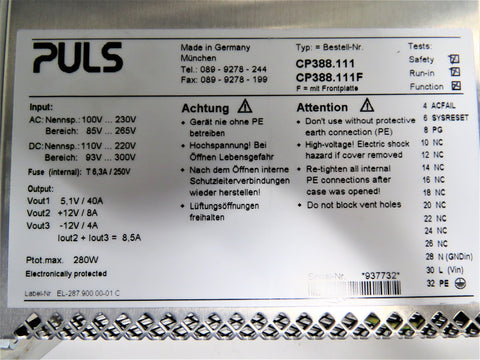 PULS
Made in Germany
München
Tel.: 089 - 9278 - 244
Fax: 089 - 9278 - 199
Typ: = Bestell-Nr.
CP388.111
CP388.111F
F = mit Frontplatte
Tests:
Safety
Run-in
Function
Input:
AC: Nennwert: 100V ... 230V
Bereich: 85V ... 265V
DC: Nennwert: 110V ... 220V
Bereich: 93V ... 300V
Fuse (internal): T 6,3A / 250V
Output:
Vout1 5,1V / 40A
Vout2 +12V / 8A
Vout3 -12V / 4A
Iout2 + Iout3 = 8,5A
Ptot.max. 280W
Electronically protected
Label-Nr. EL-287.900.00-01 C
Achtung
Gerät nie ohne PE
betreiben
Hochspannung! Bei
Öffnen Lebensgefahr
Nach dem Öffnen interne
Schutzleiterverbindungen
wieder herstellen!
Lüftungsöffnungen
freihalten
Attention
Don't use without protective
earth connection (PE)
High-voltage! Electric shock
hazard if cover removed
Re-tighten all internal
PE connections after
case was opened!
Do not block vent holes
Serial-Nr. *937732*
4 ACFAIL
6 SYSRESET
8 PG
10 NC
12 NC
14 NC
16 NC
18 NC
20 NC
22 NC
24 NC
26 NC
28 N (GNDin)
30 L (Vin)
32 PE